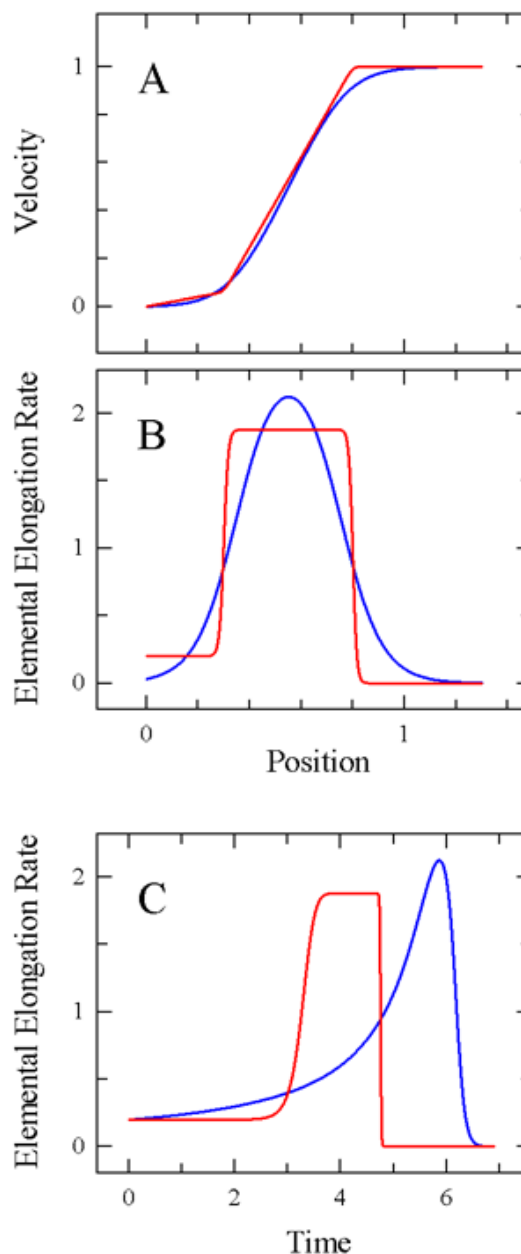 A
1
Velocity
0
B
2
Elemental Elongation Rate
1
0
0 1
Position
C
2
Elemental Elongation Rate
1
0
0 2 4 6
Time